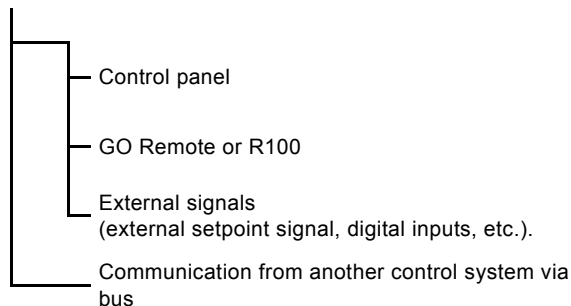 Control panel
GO Remote or R100
External signals
(external setpoint signal, digital inputs, etc.).
Communication from another control system via
bus